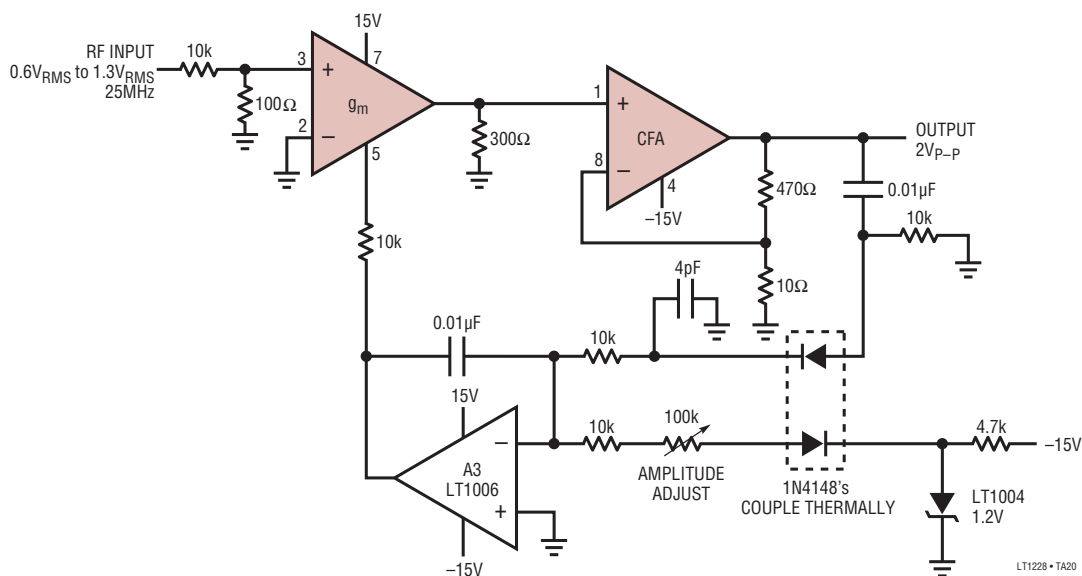 15V
RF INPUT
0.6VRMS to 1.3VRMS
25MHz
10k
3
+
7
gm
100Ω
2
–
5
300Ω
1
+
CFA
8
–
4
–15V
OUTPUT
2VP–P
470Ω
0.01µF
10k
10k
10Ω
4pF
0.01µF
10k
15V
–
A3
LT1006
+
–15V
10k
100k
AMPLITUDE
ADJUST
1N4148's
COUPLE THERMALLY
4.7k
–15V
LT1004
1.2V
LT1228 • TA20